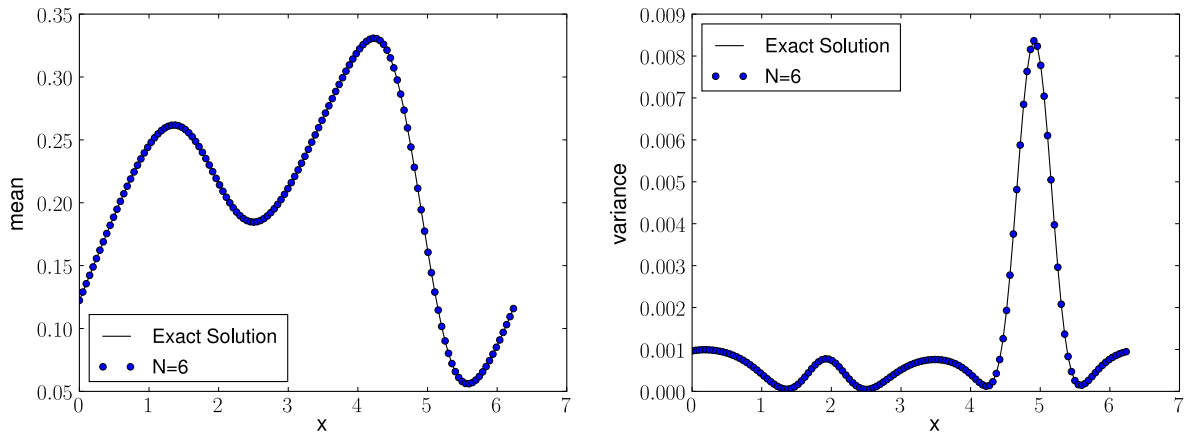 0.35
0.30
0.25
0.20
0.15
0.10
0.05
mean
Exact Solution
N=6
0 1 2 3 4 5 6 7
x
0.009
0.008
0.007
0.006
0.005
0.004
0.003
0.002
0.001
0.000
variance
Exact Solution
N=6
0 1 2 3 4 5 6 7
x